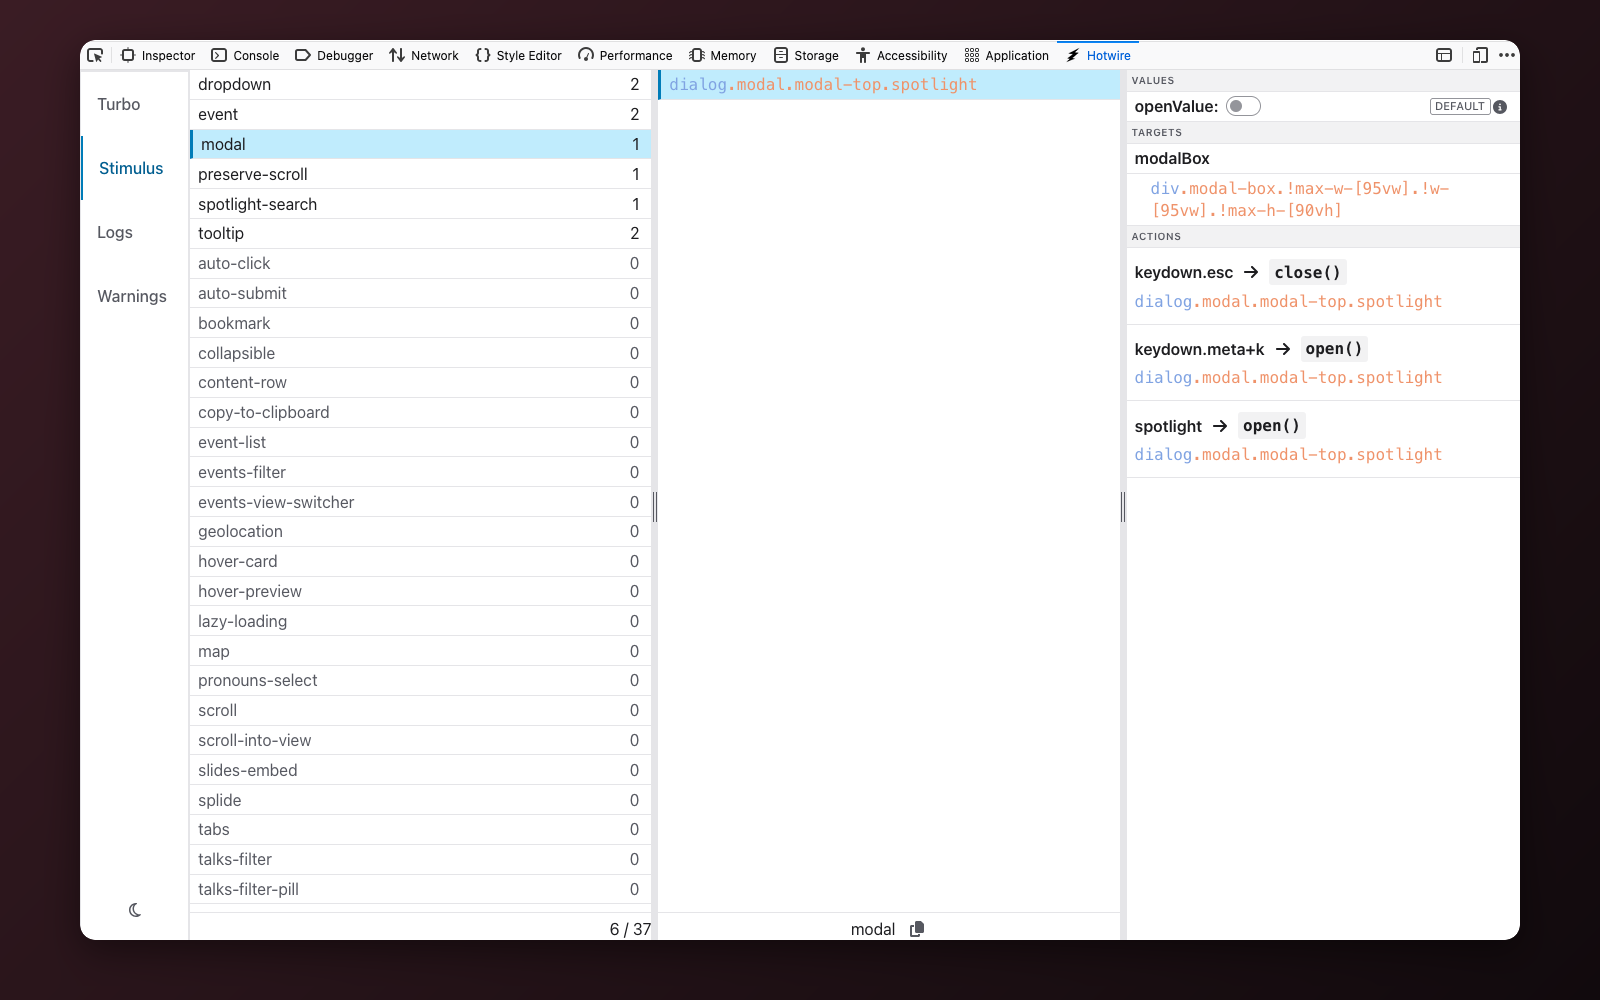 Inspector Console Debugger Network Style Editor Performance Memory Storage Accessibility Application Hotwire
Turbo
Stimulus
Logs
Warnings
dropdown 2
event 2
modal 1
preserve-scroll 1
spotlight-search 1
tooltip 2
auto-click 0
auto-submit 0
bookmark 0
collapsible 0
content-row 0
copy-to-clipboard 0
event-list 0
events-filter 0
events-view-switcher 0
geolocation 0
hover-card 0
hover-preview 0
lazy-loading 0
map 0
pronouns-select 0
scroll 0
scroll-into-view 0
slides-embed 0
splide 0
tabs 0
talks-filter 0
talks-filter-pill 0
6 / 37
dialog.modal.modal-top.spotlight
modal
VALUES
openValue: DEFAULT
TARGETS
modalBox
div.modal-box.!max-w-[95vw].!w-
[95vw].!max-h-[90vh]
ACTIONS
keydown.esc → close()
dialog.modal.modal-top.spotlight
keydown.meta+k → open()
dialog.modal.modal-top.spotlight
spotlight → open()
dialog.modal.modal-top.spotlight